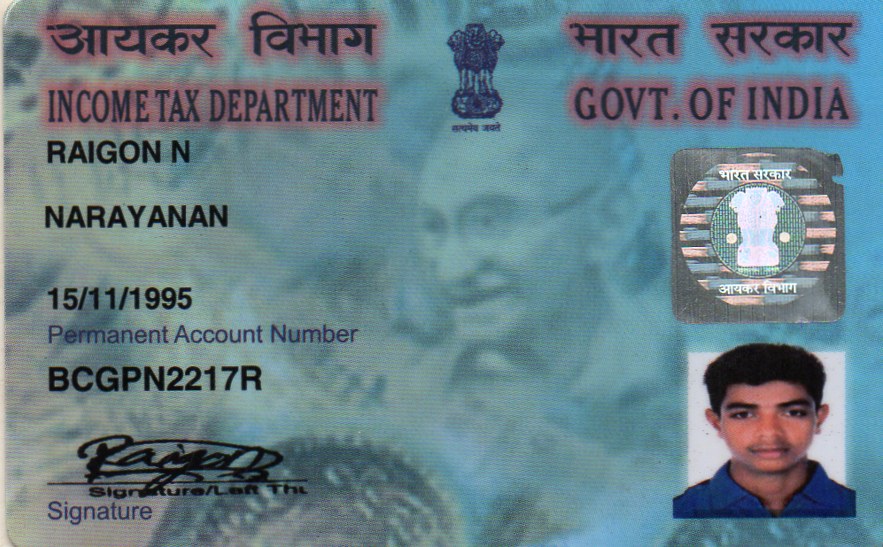 आयकर विभाग
भारत सरकार
INCOME TAX DEPARTMENT
GOVT. OF INDIA
सत्यमेव जयते
RAIGON N
भारत सरकार
NARAYANAN
आयकर विभाग
15/11/1995
Permanent Account Number
BCGPN2217R
Raigon
Signature/Left Thu
Signature